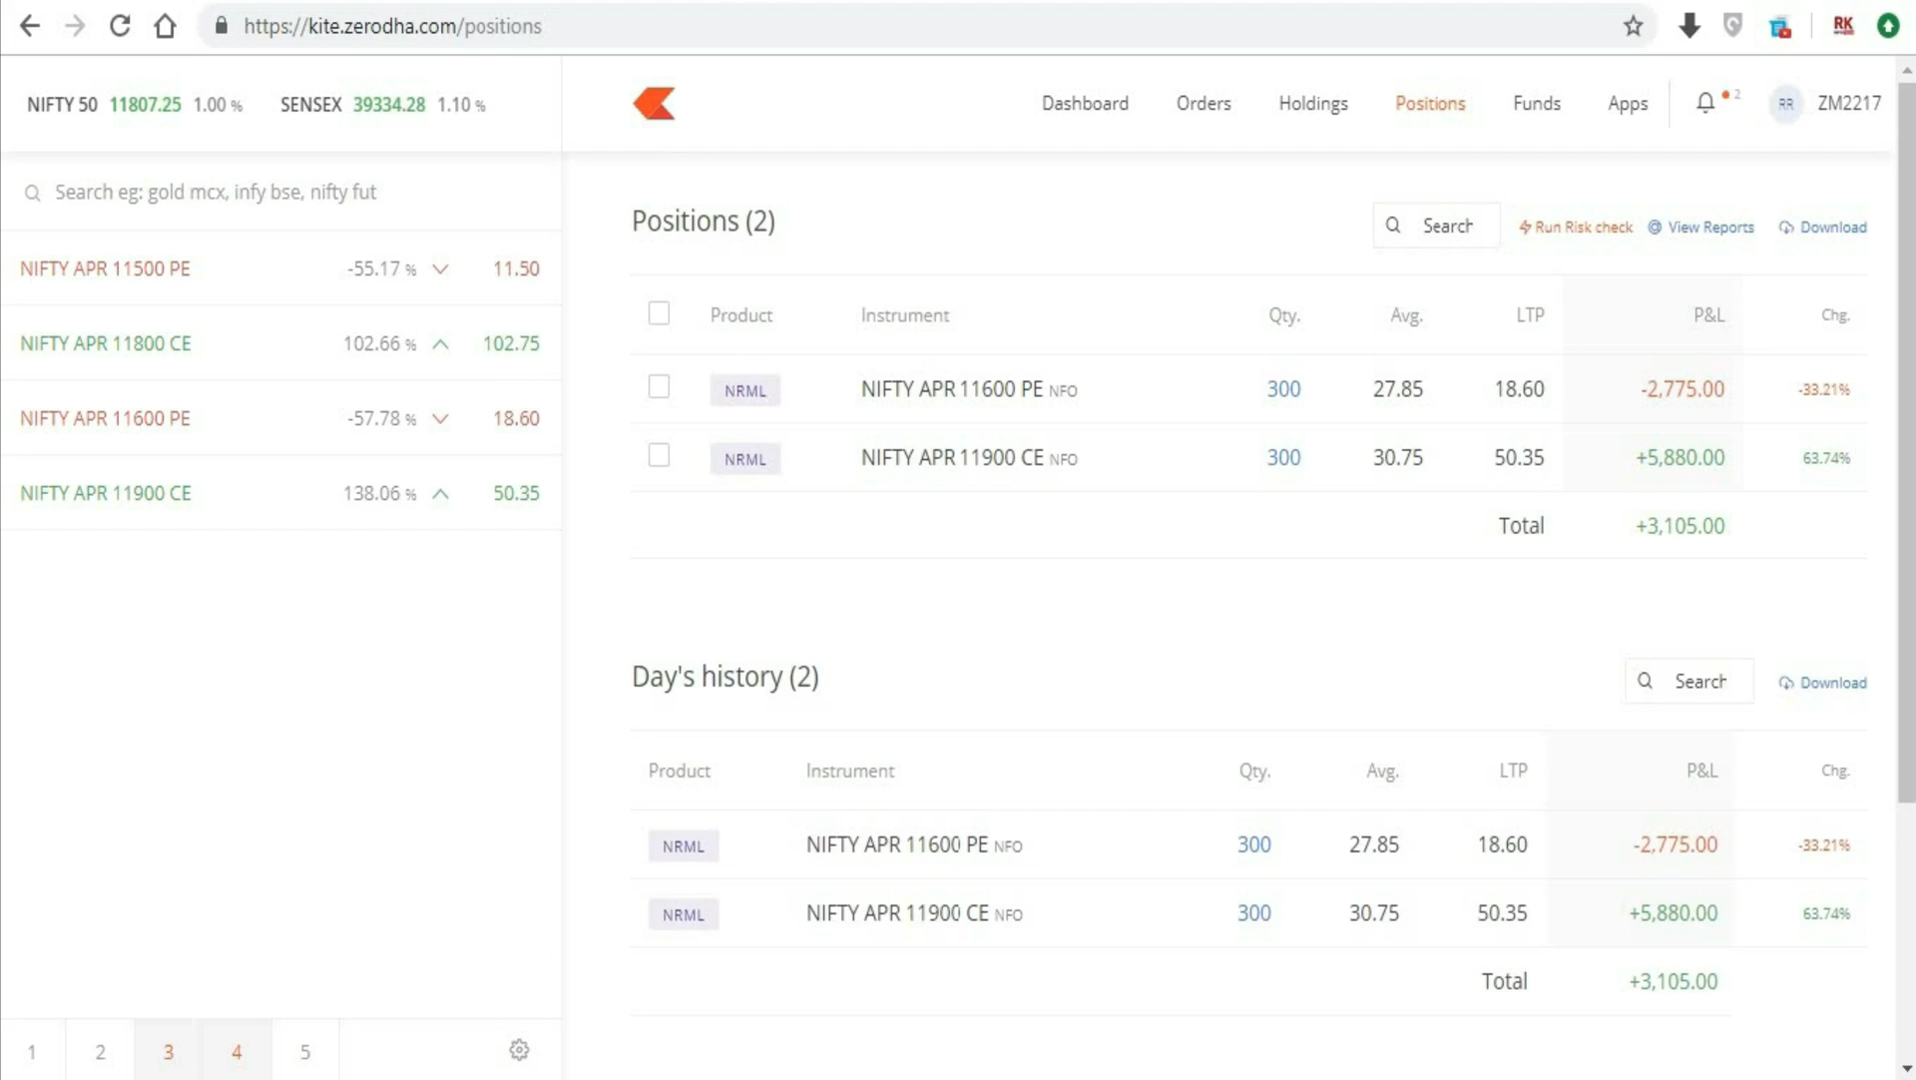 https://kite.zerodha.com/positions
RK
NIFTY 50 11807.25 1.00 % SENSEX 39334.28 1.10 %
Dashboard Orders Holdings Positions Funds Apps 2 RR ZM2217
Search eg: gold mcx, infy bse, nifty fut
NIFTY APR 11500 PE -55.17 % 11.50
NIFTY APR 11800 CE 102.66 % 102.75
NIFTY APR 11600 PE -57.78 % 18.60
NIFTY APR 11900 CE 138.06 % 50.35
1 2 3 4 5
Positions (2) Search Run Risk check View Reports Download
Product Instrument Qty. Avg. LTP P&L Chg.
NRML NIFTY APR 11600 PE NFO 300 27.85 18.60 -2,775.00 -33.21%
NRML NIFTY APR 11900 CE NFO 300 30.75 50.35 +5,880.00 63.74%
Total +3,105.00
Day's history (2) Search Download
Product Instrument Qty. Avg. LTP P&L Chg.
NRML NIFTY APR 11600 PE NFO 300 27.85 18.60 -2,775.00 -33.21%
NRML NIFTY APR 11900 CE NFO 300 30.75 50.35 +5,880.00 63.74%
Total +3,105.00